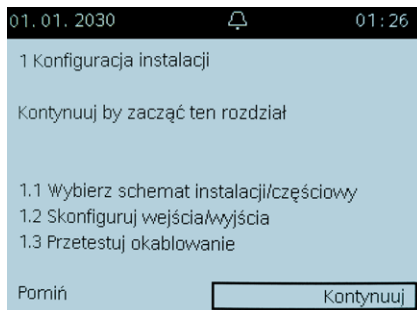 01.01.2030 01:26
1 Konfiguracja instalacji
Kontynuuj by zacząć ten rozdział
1.1 Wybierz schemat instalacji/częściowy
1.2 Skonfiguruj wejścia/wyjścia
1.3 Przetestuj okablowanie
Pomiń Kontynuuj